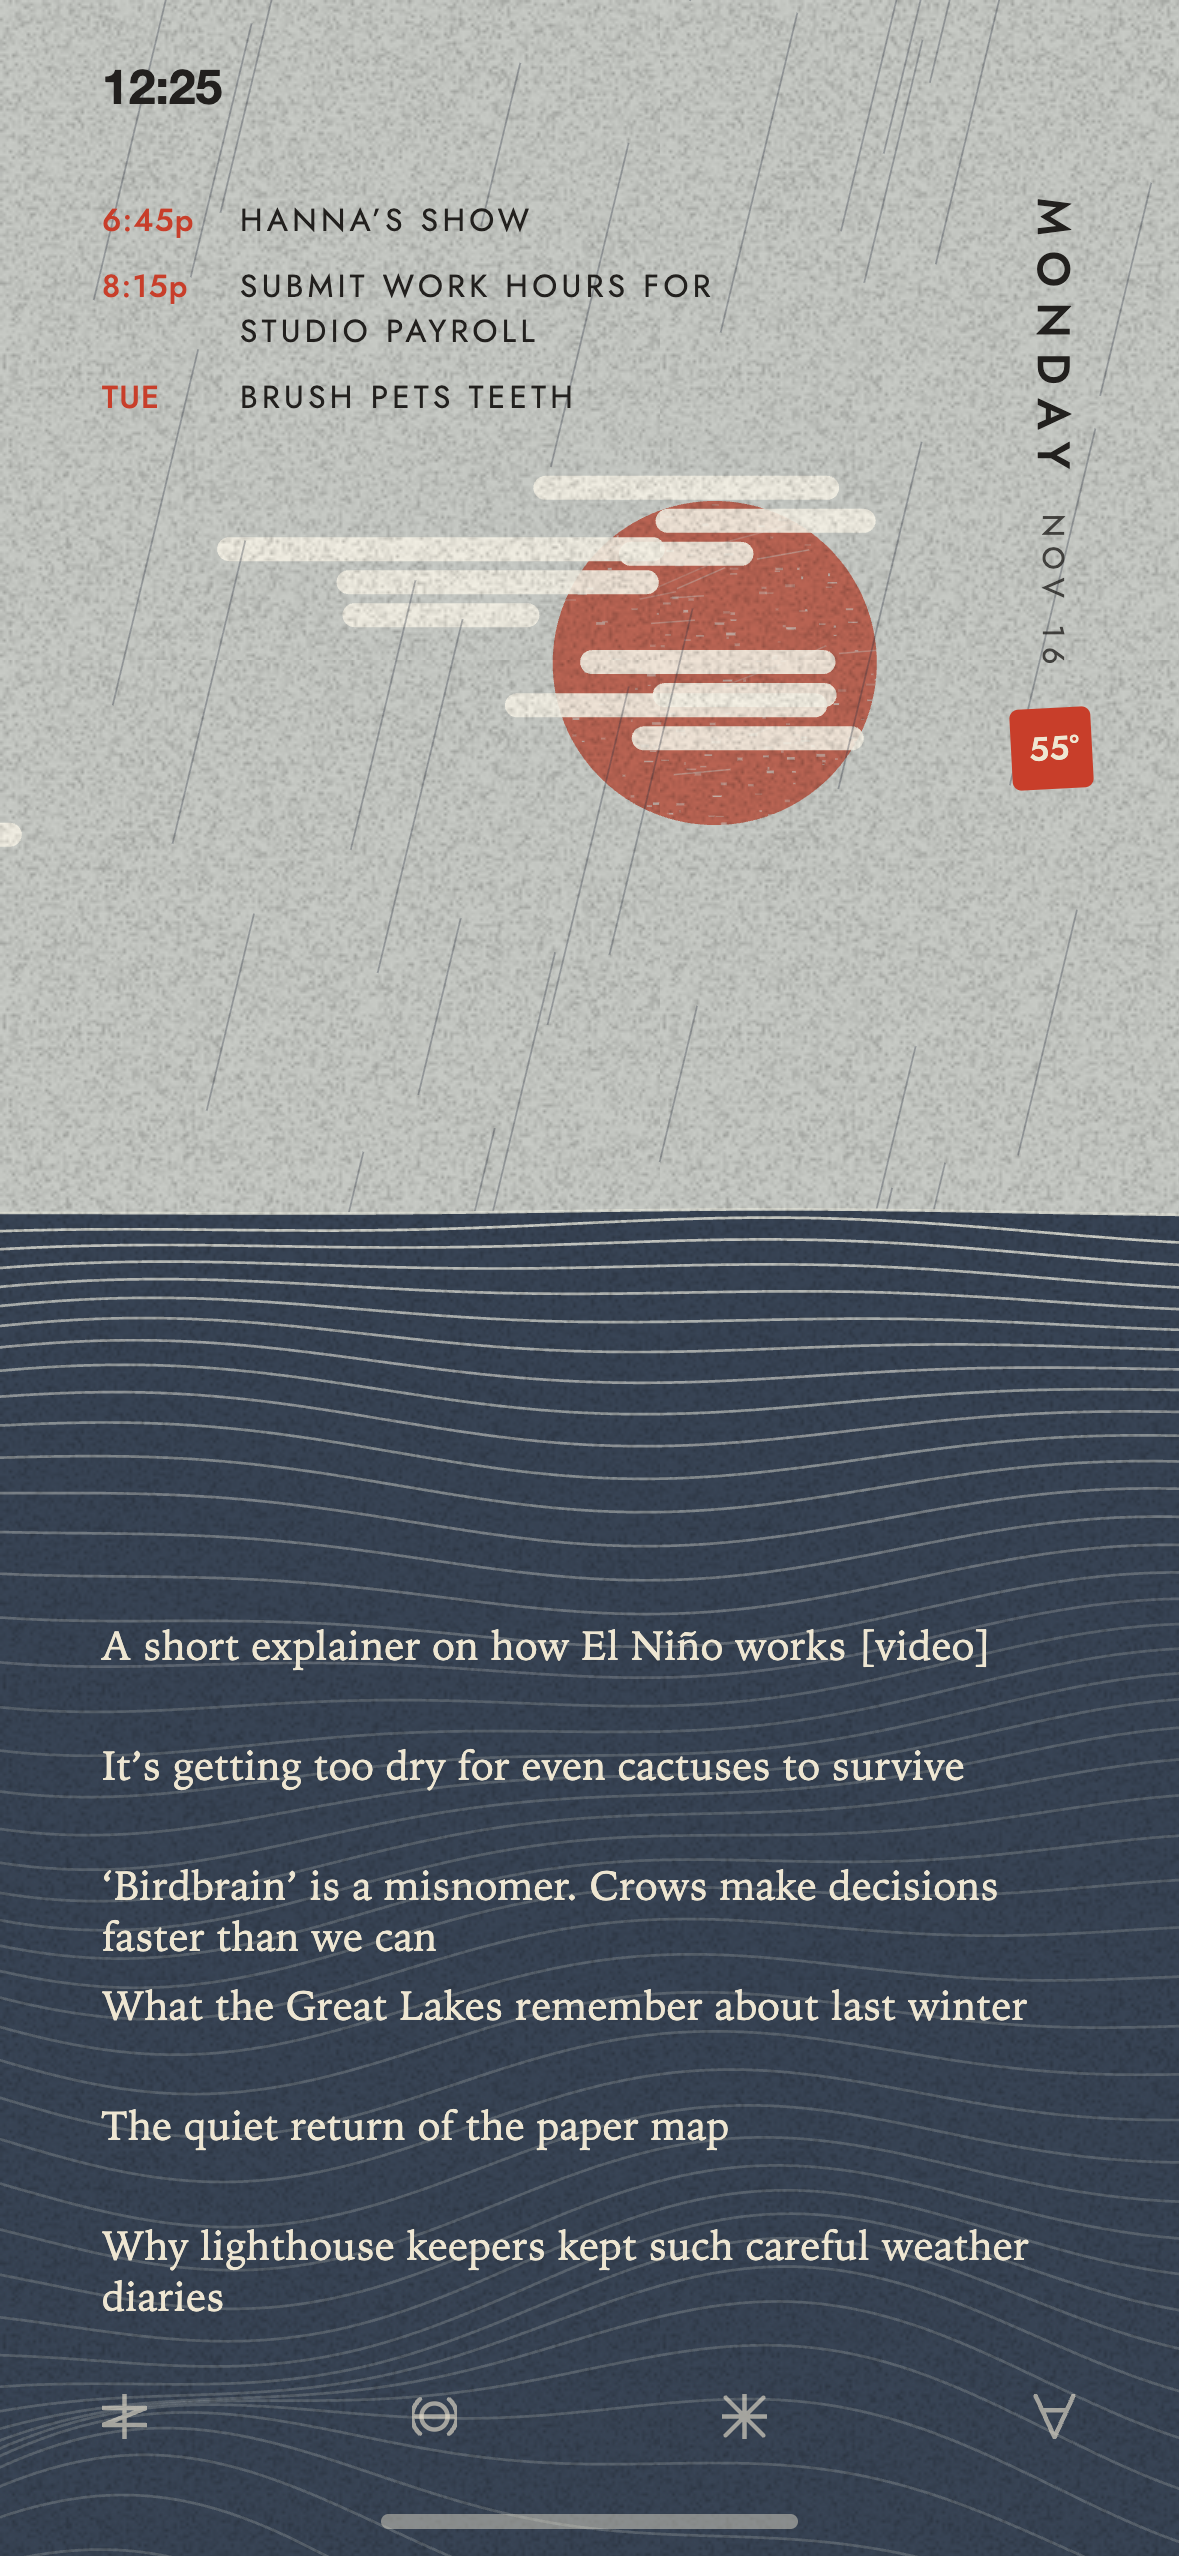 12:25
6:45p HANNA’S SHOW
8:15p SUBMIT WORK HOURS FOR
STUDIO PAYROLL
TUE BRUSH PETS TEETH
MONDAY NOV 16
55°
A short explainer on how El Niño works [video]
It’s getting too dry for even cactuses to survive
‘Birdbrain’ is a misnomer. Crows make decisions
faster than we can
What the Great Lakes remember about last winter
The quiet return of the paper map
Why lighthouse keepers kept such careful weather
diaries